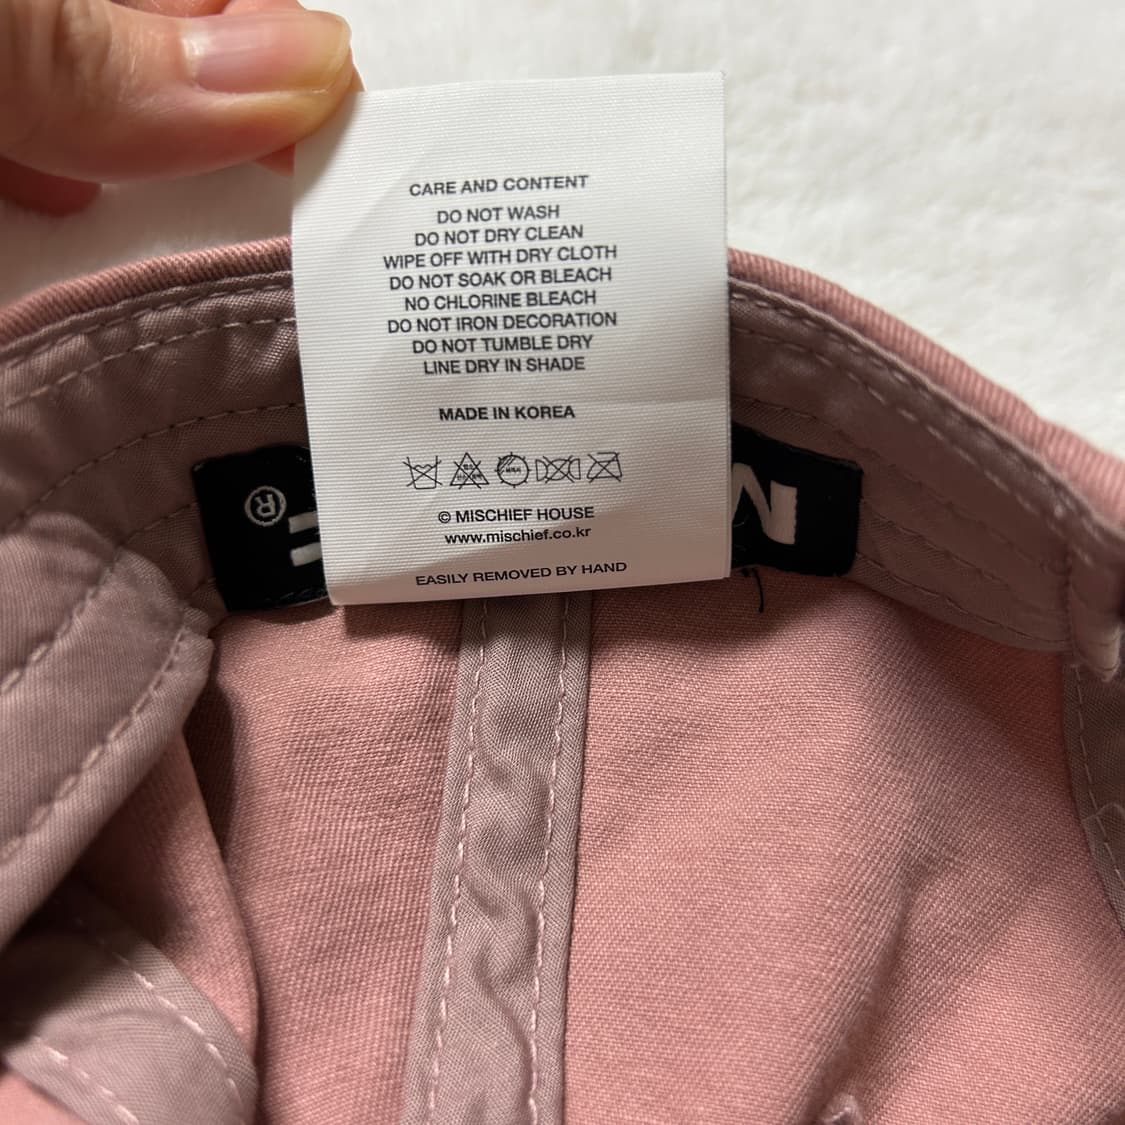 CARE AND CONTENT
DO NOT WASH
DO NOT DRY CLEAN
WIPE OFF WITH DRY CLOTH
DO NOT SOAK OR BLEACH
NO CHLORINE BLEACH
DO NOT IRON DECORATION
DO NOT TUMBLE DRY
LINE DRY IN SHADE
MADE IN KOREA
© MISCHIEF HOUSE
www.mischief.co.kr
EASILY REMOVED BY HAND
®